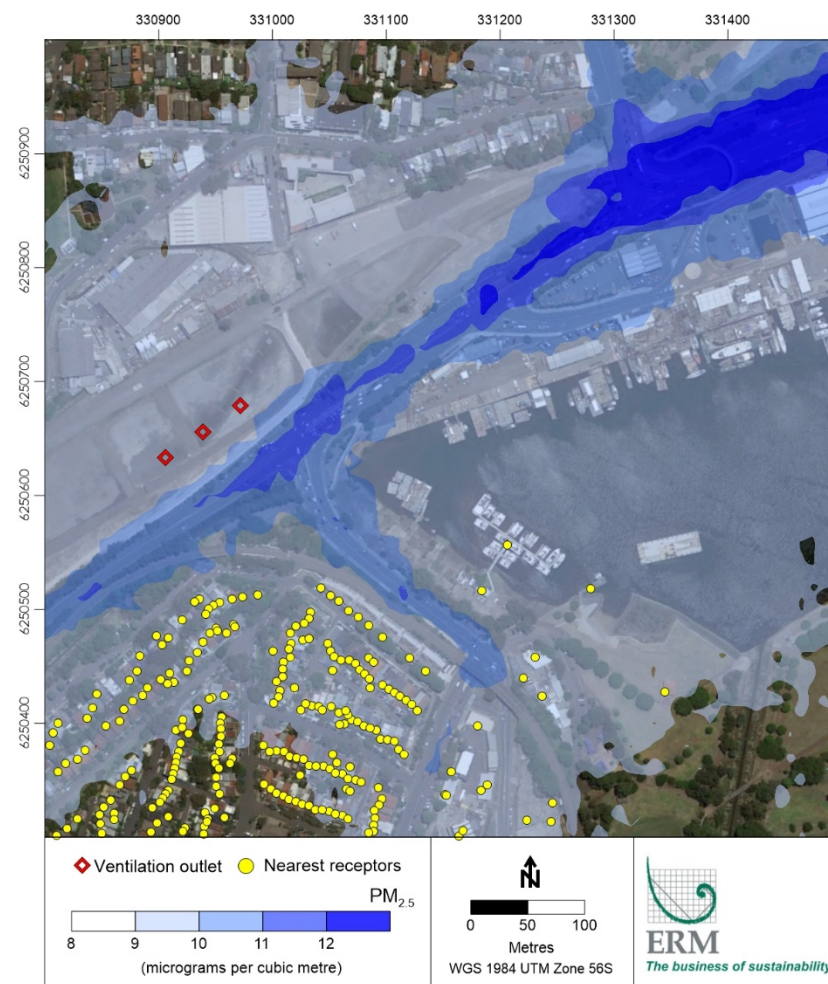 330900 331000 331100 331200 331300 331400
6250900
6250800
6250700
6250600
6250500
6250400
Ventilation outlet
Nearest receptors
PM2.5
8 9 10 11 12
(micrograms per cubic metre)
N
0 50 100
Metres
WGS 1984 UTM Zone 56S
ERM
The business of sustainability